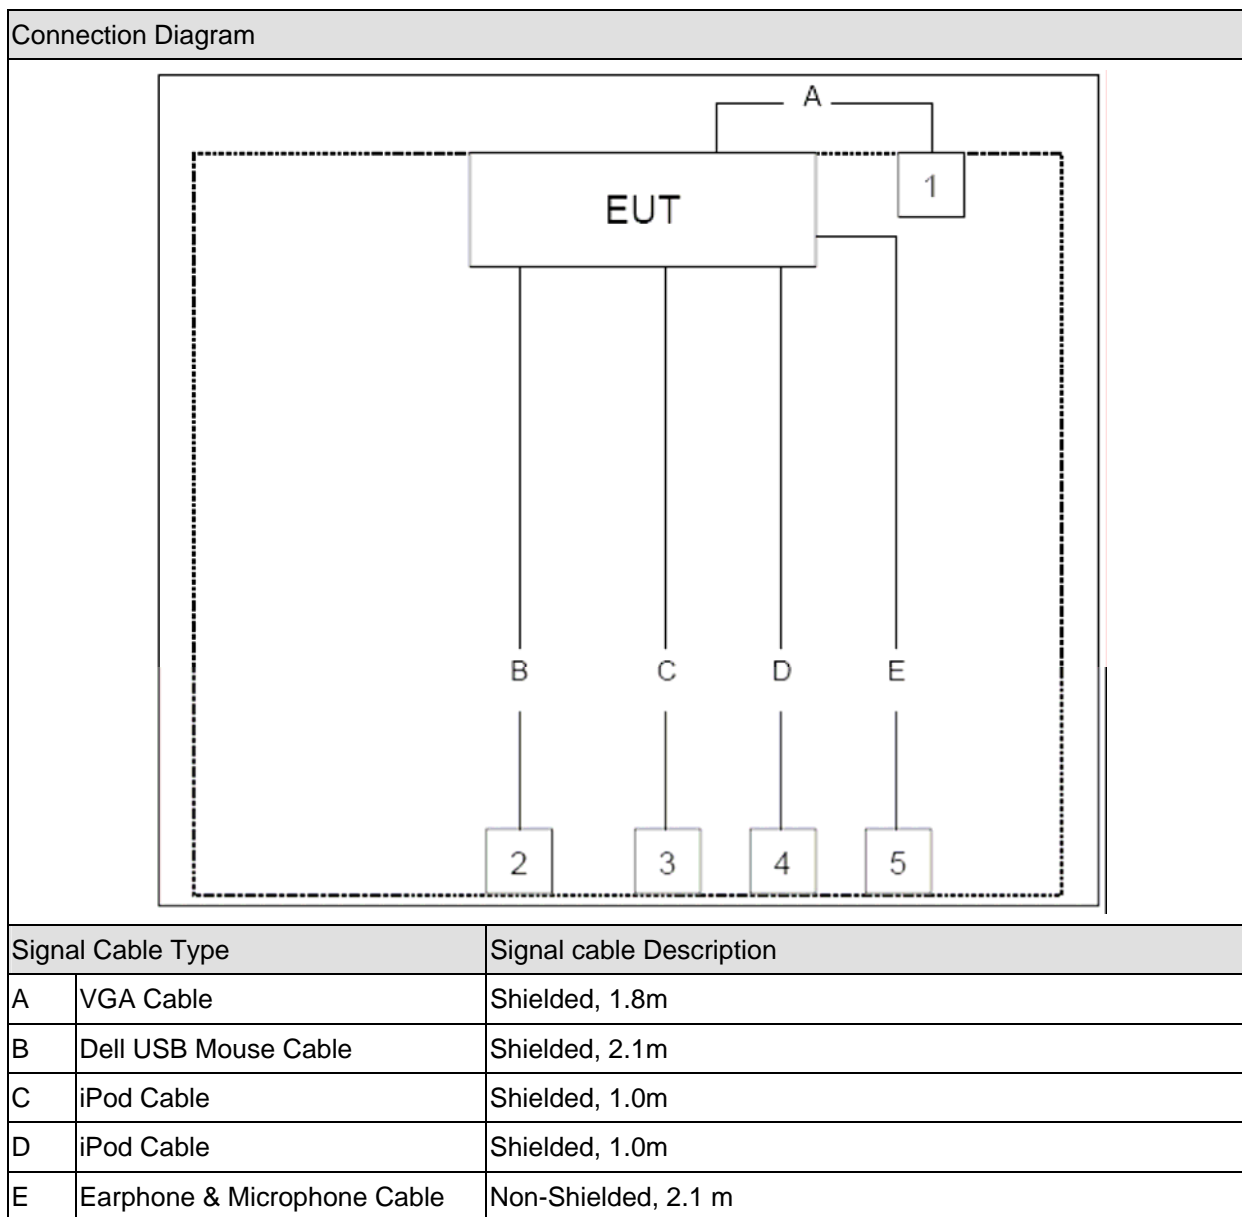 Connection Diagram
A
1
EUT
B C D E
2 3 4 5
Signal Cable Type Signal cable Description
A VGA Cable Shielded, 1.8m
B Dell USB Mouse Cable Shielded, 2.1m
C iPod Cable Shielded, 1.0m
D iPod Cable Shielded, 1.0m
E Earphone & Microphone Cable Non-Shielded, 2.1 m